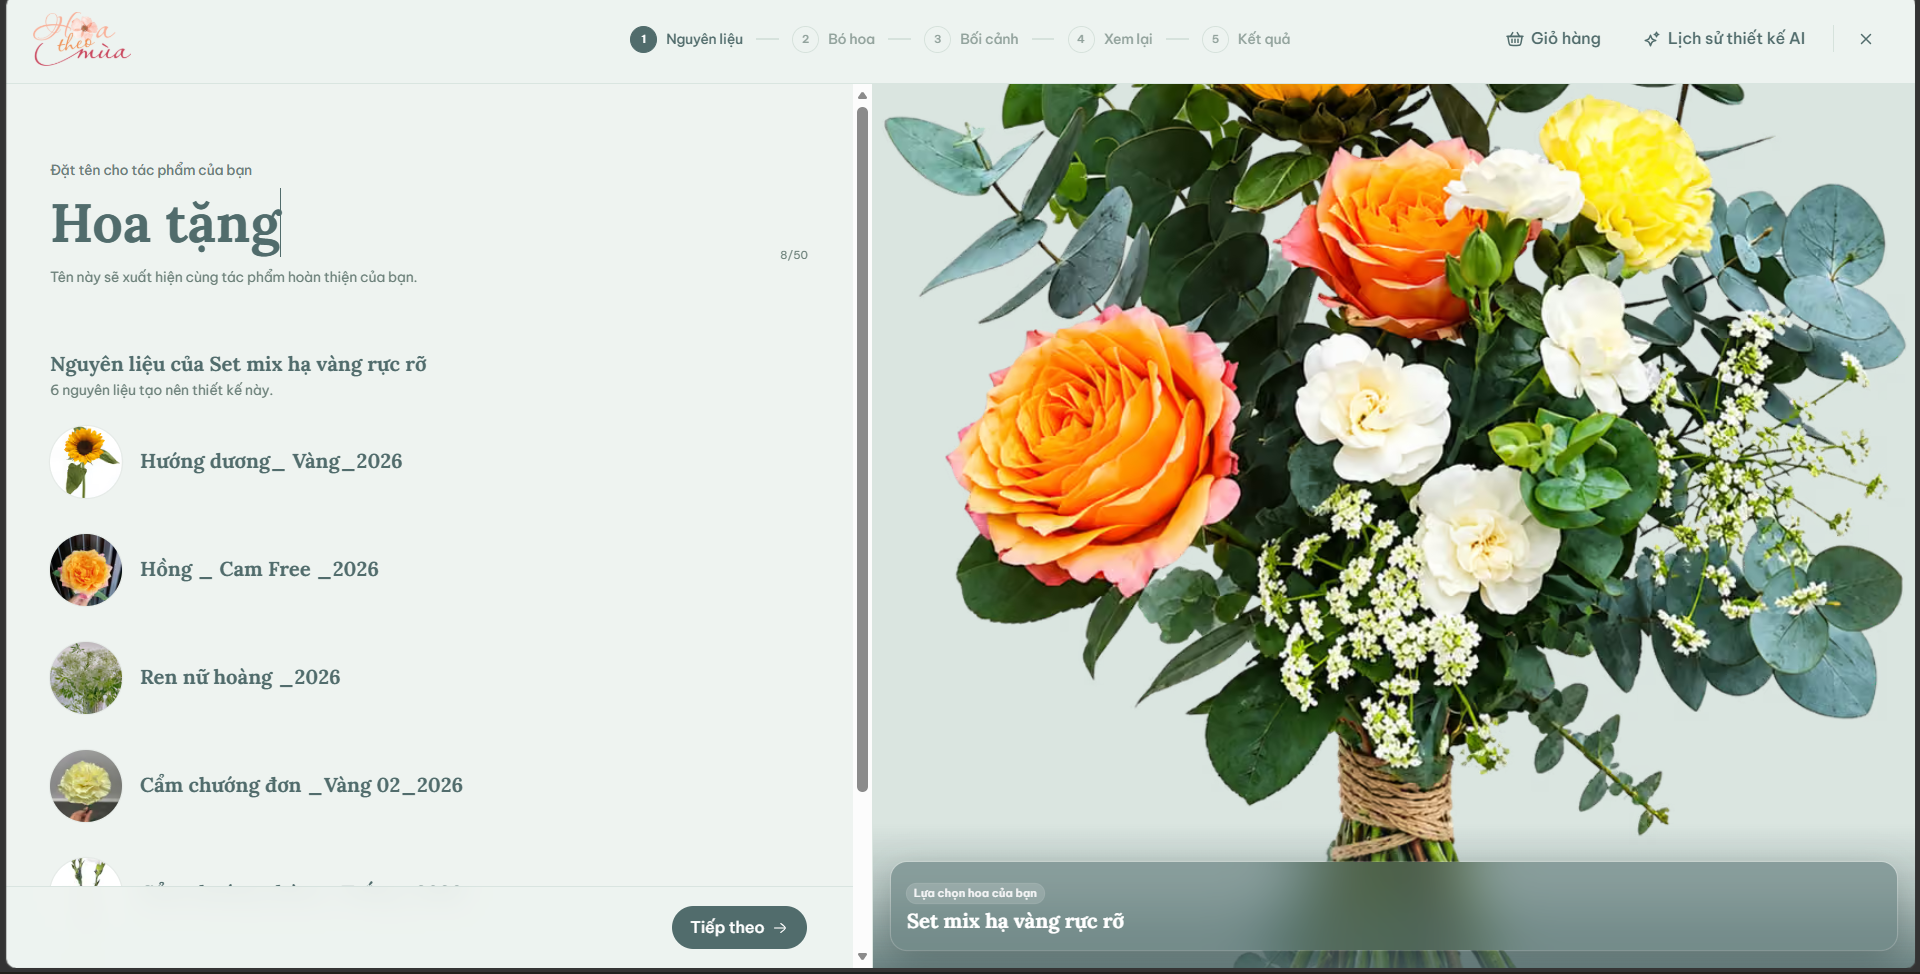 Hoa
theo
mùa
1 Nguyên liệu
2 Bó hoa
3 Bối cảnh
4 Xem lại
5 Kết quả
Giỏ hàng
Lịch sử thiết kế AI
Đặt tên cho tác phẩm của bạn
Hoa tặng
8/50
Tên này sẽ xuất hiện cùng tác phẩm hoàn thiện của bạn.
Nguyên liệu của Set mix hạ vàng rực rỡ
6 nguyên liệu tạo nên thiết kế này.
Hướng dương_ Vàng_2026
Hồng _ Cam Free _2026
Ren nữ hoàng _2026
Cẩm chướng đơn _Vàng 02_2026
Tiếp theo
Lựa chọn hoa của bạn
Set mix hạ vàng rực rỡ